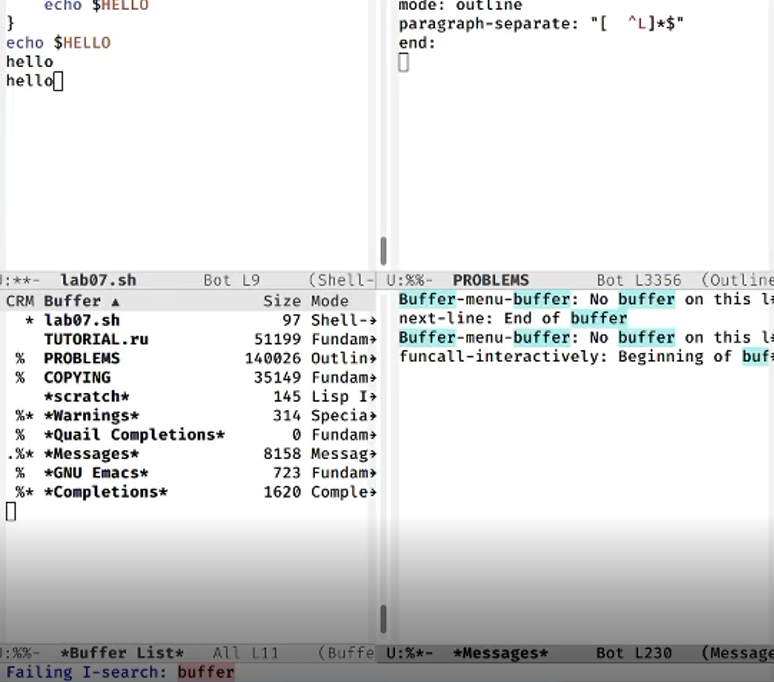 echo $HELLO
}
echo $HELLO
hello
hello
U:**-  lab07.sh       Bot L9     (Shell-
mode: outline
paragraph-separate: "[  ^L]*$"
end:
U:%%-  PROBLEMS       Bot L3356  (Outline
CRM Buffer ▲               Size Mode
  * lab07.sh                 97 Shell-→
    TUTORIAL.ru           51199 Fundam→
 %  PROBLEMS             140026 Outlin→
 %  COPYING               35149 Fundam→
    *scratch*               145 Lisp I→
 %* *Warnings*              314 Specia→
 %  *Quail Completions*       0 Fundam→
.%* *Messages*             8158 Messag→
 %  *GNU Emacs*             723 Fundam→
 %* *Completions*          1620 Comple→
U:%%-  *Buffer List*   All L11    (Buffe
Buffer-menu-buffer: No buffer on this l→
next-line: End of buffer
Buffer-menu-buffer: No buffer on this l→
funcall-interactively: Beginning of buf→
U:%*-  *Messages*     Bot L230   (Message
Failing I-search: buffer